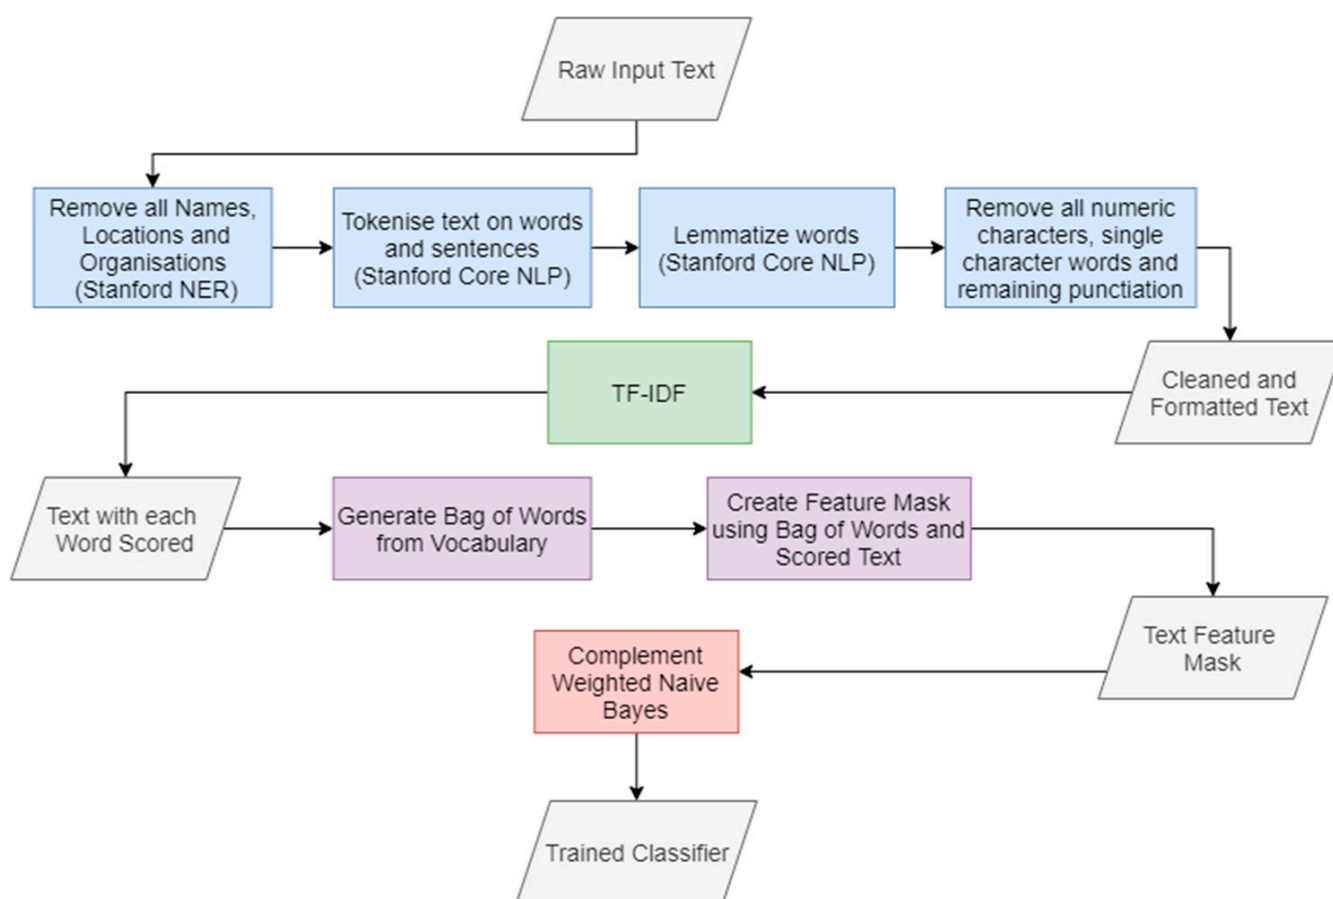 Raw Input Text
Remove all Names,
Locations and
Organisations
(Stanford NER)
Tokenise text on words
and sentences
(Stanford Core NLP)
Lemmatize words
(Stanford Core NLP)
Remove all numeric
characters, single
character words and
remaining punctiation
Cleaned and
Formatted Text
TF-IDF
Text with each
Word Scored
Generate Bag of Words
from Vocabulary
Create Feature Mask
using Bag of Words and
Scored Text
Text Feature
Mask
Complement
Weighted Naive
Bayes
Trained Classifier